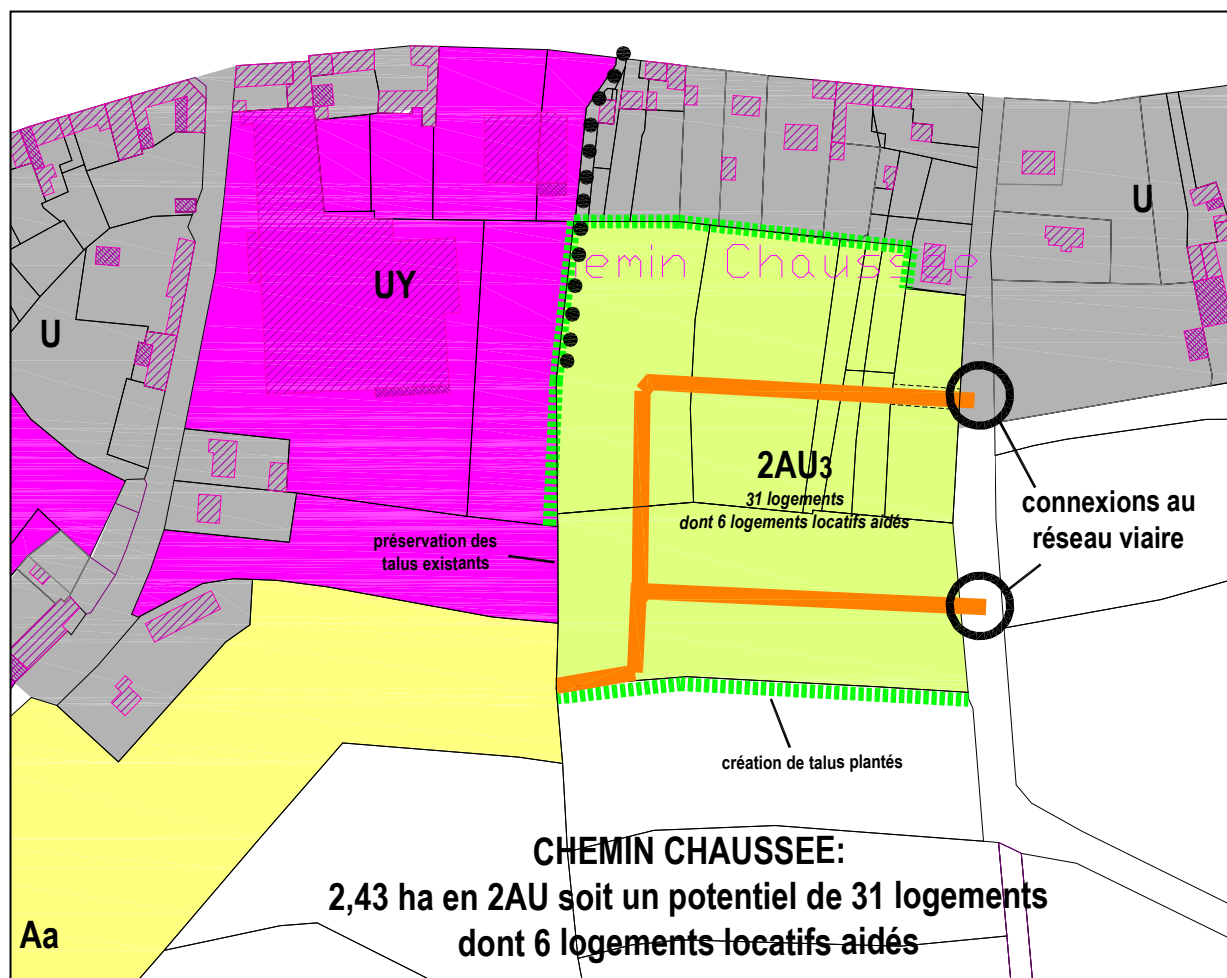 U
emin Chaussée
UY
U
2AU3
31 logements
dont 6 logements locatifs aidés
connexions au
réseau viaire
préservation des
talus existants
création de talus plantés
CHEMIN CHAUSSEE:
2,43 ha en 2AU soit un potentiel de 31 logements
dont 6 logements locatifs aidés
Aa